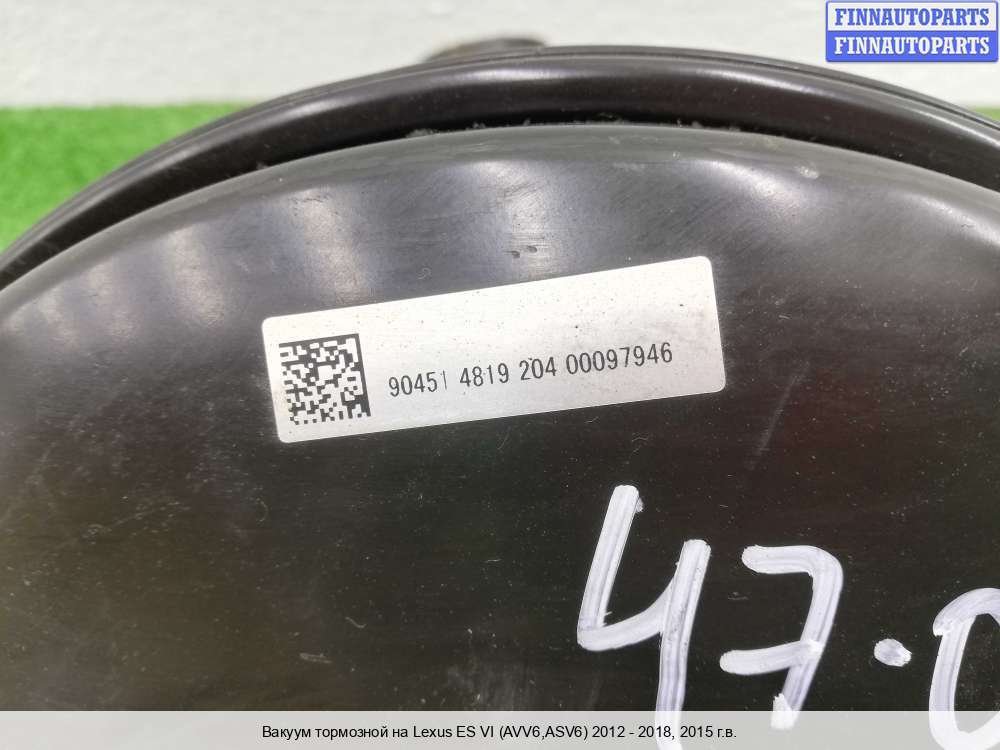 FINNAUTOPARTS
FINNAUTOPARTS
90451 4819 204 00097946
47.0
Вакуум тормозной на Lexus ES VI (AVV6,ASV6) 2012 - 2018, 2015 г.в.